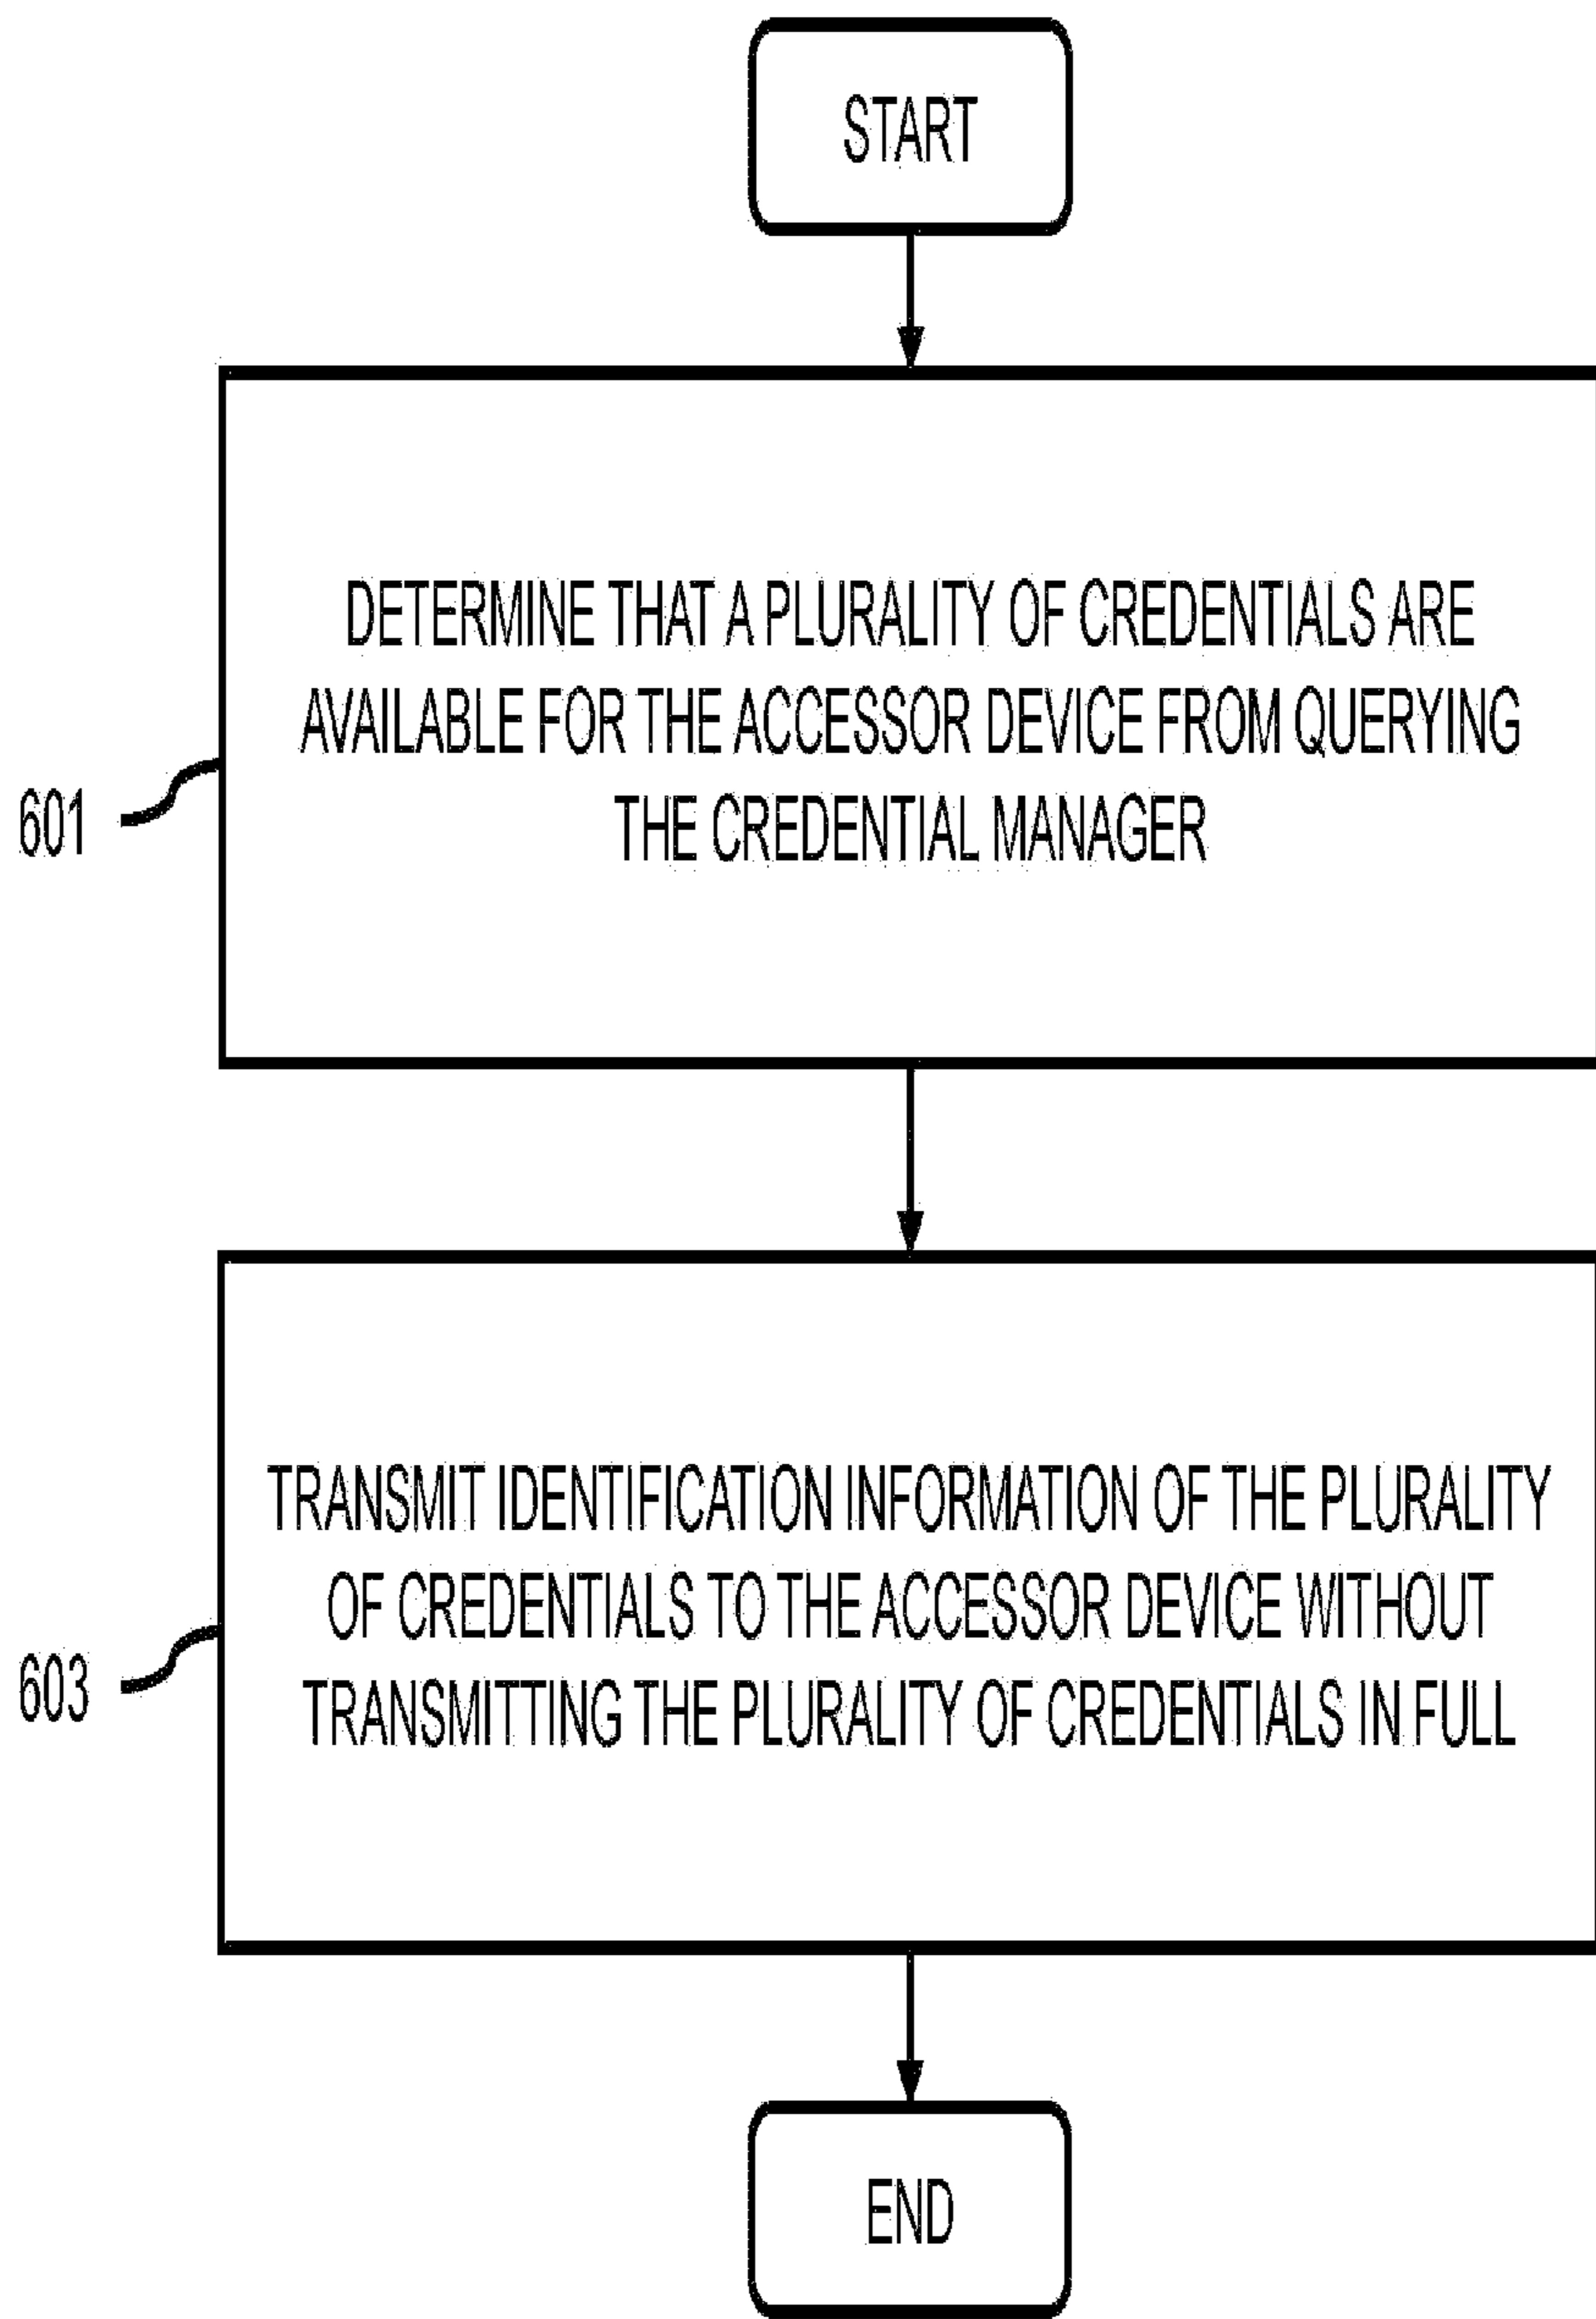 START
DETERMINE THAT A PLURALITY OF CREDENTIALS ARE
AVAILABLE FOR THE ACCESSOR DEVICE FROM QUERYING
THE CREDENTIAL MANAGER
601
TRANSMIT IDENTIFICATION INFORMATION OF THE PLURALITY
OF CREDENTIALS TO THE ACCESSOR DEVICE WITHOUT
TRANSMITTING THE PLURALITY OF CREDENTIALS IN FULL
603
END